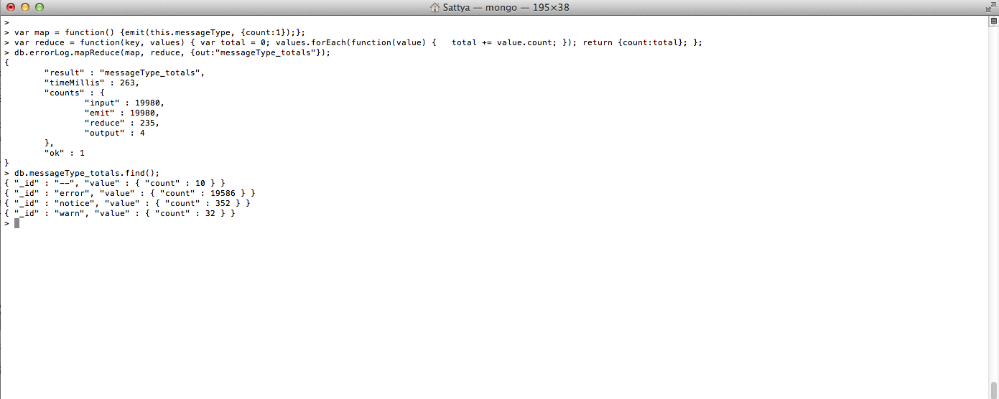 Sattya — mongo — 195×38
>
> var map = function() {emit(this.messageType, {count:1});};
> var reduce = function(key, values) { var total = 0; values.forEach(function(value) {   total += value.count; }); return {count:total}; };
> db.errorLog.mapReduce(map, reduce, {out:"messageType_totals"});
{
        "result" : "messageType_totals",
        "timeMillis" : 263,
        "counts" : {
                "input" : 19980,
                "emit" : 19980,
                "reduce" : 235,
                "output" : 4
        },
        "ok" : 1
}
> db.messageType_totals.find();
{ "_id" : "--", "value" : { "count" : 10 } }
{ "_id" : "error", "value" : { "count" : 19586 } }
{ "_id" : "notice", "value" : { "count" : 352 } }
{ "_id" : "warn", "value" : { "count" : 32 } }
>